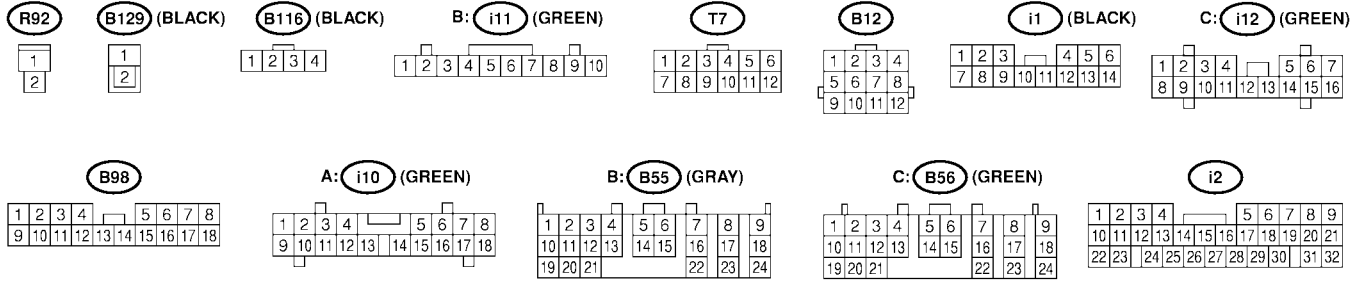 R92 B129 (BLACK) B116 (BLACK) B: i11 (GREEN) T7 B12 i1 (BLACK) C: i12 (GREEN)
1
2
1
2
1 2 3 4
1 2 3 4 5 6 7 8 9 10
1 2 3 4 5 6
7 8 9 10 11 12
1 2 3 4
5 6 7 8
9 10 11 12
1 2 3 4 5 6
7 8 9 10 11 12 13 14
1 2 3 4 5 6 7
8 9 10 11 12 13 14 15 16
B98 A: i10 (GREEN) B: B55 (GRAY) C: B56 (GREEN) i2
1 2 3 4 5 6 7 8
9 10 11 12 13 14 15 16 17 18
1 2 3 4 5 6 7 8
9 10 11 12 13 14 15 16 17 18
1 2 3 4 5 6 7 8 9
10 11 12 13 14 15 16 17 18
19 20 21 22 23 24
1 2 3 4 5 6 7 8 9
10 11 12 13 14 15 16 17 18
19 20 21 22 23 24
1 2 3 4 5 6 7 8 9
10 11 12 13 14 15 16 17 18 19 20 21
22 23 24 25 26 27 28 29 30 31 32